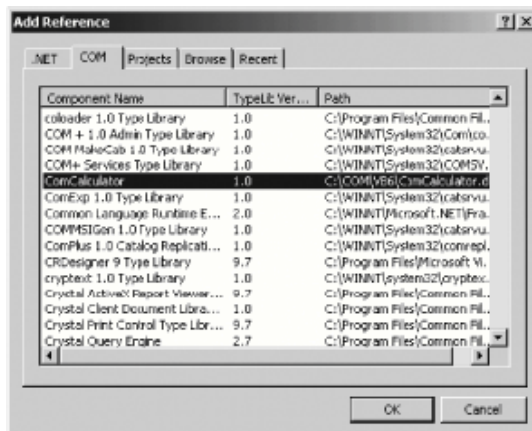 Add Reference
.NET COM Projects Browse Recent
Component Name TypeLib Ver... Path
coloader 1.0 Type Library 1.0 C:\Program Files\Common Fil...
COM + 1.0 Admin Type Library 1.0 C:\WINNT\System32\Com\co...
COM MakeCab 1.0 Type Library 1.0 C:\WINNT\System32\catsrvu...
COM+ Services Type Library 1.0 C:\WINNT\System32\COMSV...
ComCalculator 1.0 C:\COM\VB6\ComCalculator.d
ComExp 1.0 Type Library 1.0 C:\WINNT\System32\catsrvu...
Common Language Runtime E... 2.0 C:\WINNT\Microsoft.NET\Fra...
COMMSIGen 1.0 Type Library 1.0 C:\WINNT\System32\catsrvu...
ComPlus 1.0 Catalog Replicati... 1.0 C:\WINNT\System32\comrepl...
CRDesigner 9 Type Library 9.7 C:\Program Files\Microsoft Vi...
cryptext 1.0 Type Library 1.0 C:\WINNT\system32\cryptex...
Crystal ActiveX Report Viewer... 9.7 C:\Program Files\Common Fil...
Crystal Client Document Libra... 1.0 C:\Program Files\Common Fil...
Crystal Print Control Type Libr... 9.7 C:\Program Files\Common Fil...
Crystal Query Engine 2.7 C:\Program Files\Common Fil...
OK Cancel